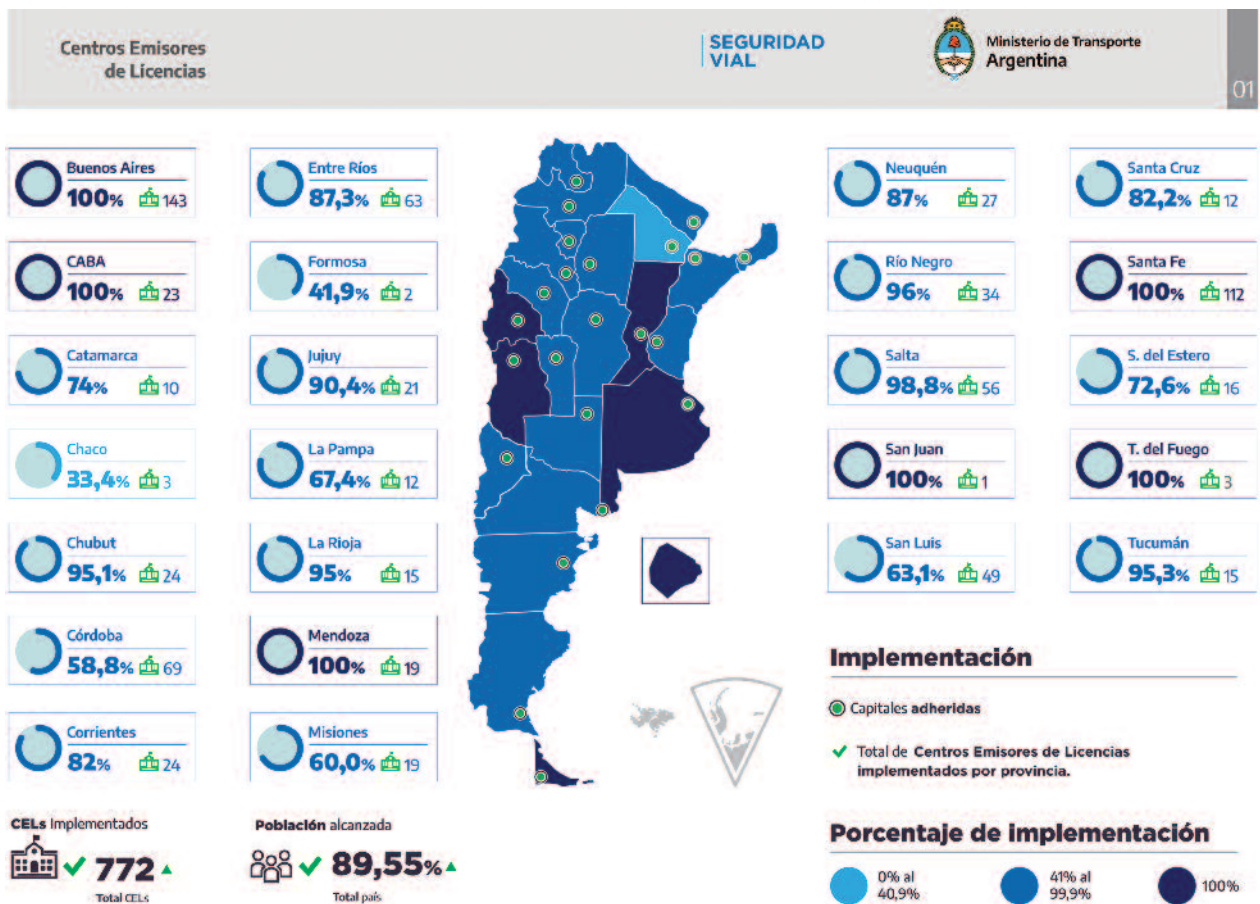 Centros Emisores
de Licencias
SEGURIDAD
VIAL
Ministerio de Transporte
Argentina
01
Buenos Aires
100% 143
CABA
100% 23
Catamarca
74% 10
Chaco
33,4% 3
Chubut
95,1% 24
Córdoba
58,8% 69
Corrientes
82% 24
Entre Ríos
87,3% 63
Formosa
41,9% 2
Jujuy
90,4% 21
La Pampa
67,4% 12
La Rioja
95% 15
Mendoza
100% 19
Misiones
60,0% 19
Neuquén
87% 27
Río Negro
96% 34
Salta
98,8% 56
San Juan
100% 1
San Luis
63,1% 49
Santa Cruz
82,2% 12
Santa Fe
100% 112
S. del Estero
72,6% 16
T. del Fuego
100% 3
Tucumán
95,3% 15
CELs Implementados
772
Total CELs
Población alcanzada
89,55%
Total país
Implementación
Capitales adheridas
Total de Centros Emisores de Licencias
implementados por provincia.
Porcentaje de implementación
0% al
40,9%
41% al
99,9%
100%